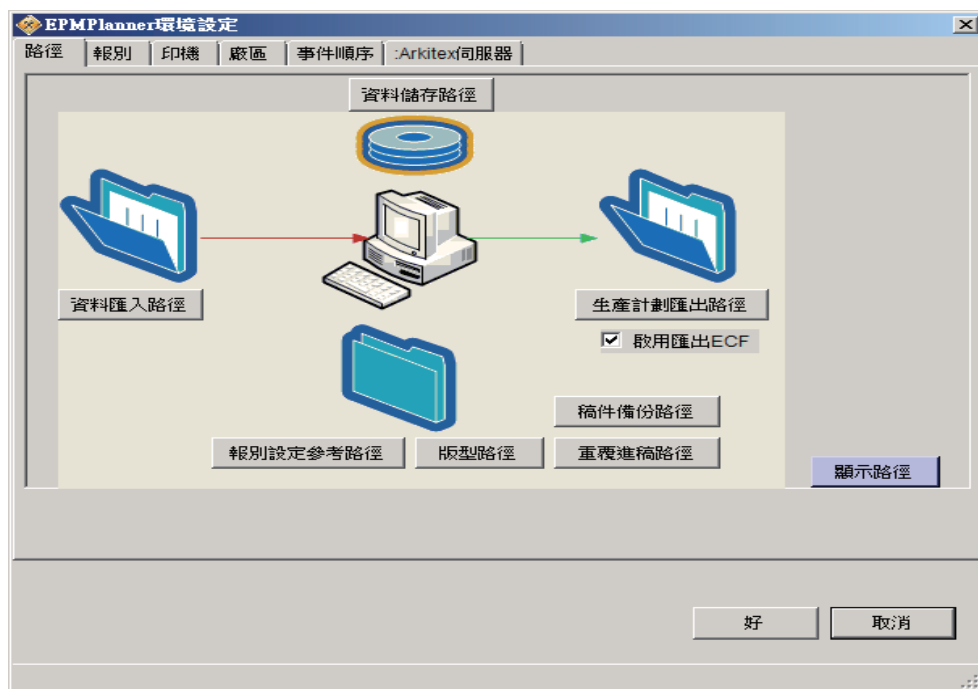 EPMPlanner環境設定
路徑 報別 印機 廠區 事件順序 :Arkitex伺服器
資料儲存路徑
資料匯入路徑
生產計劃匯出路徑
啟用匯出ECF
稿件備份路徑
報別設定參考路徑 版型路徑 重覆進稿路徑
顯示路徑
好 取消